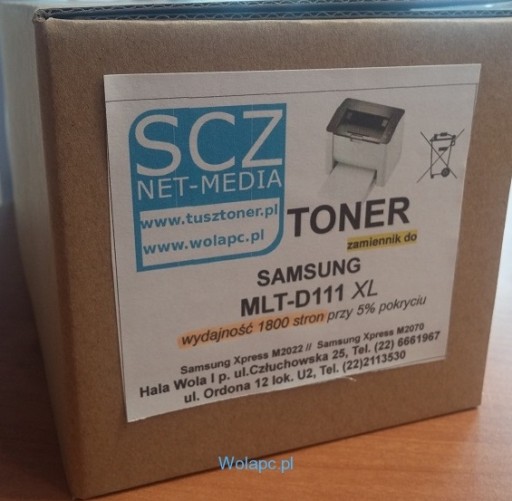 SCZ
NET-MEDIA
www.tusztoner.pl
www.wolapc.pl
TONER
zamiennik do
SAMSUNG
MLT-D111 XL
wydajność 1800 stron przy 5% pokryciu
Samsung Xpress M2022 // Samsung Xpress M2070
Hala Wola I p. ul.Człuchowska 25, Tel. (22) 6661967
ul. Ordona 12 lok. U2, Tel. (22)2113530
Wolapc.pl